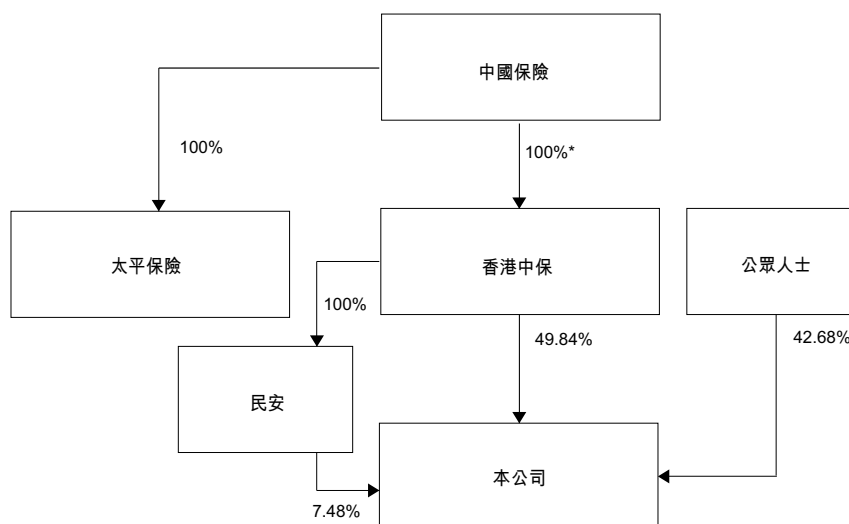 中國保險
100%
100%*
太平保險
香港中保
公眾人士
100%
49.84%
42.68%
民安
本公司
7.48%